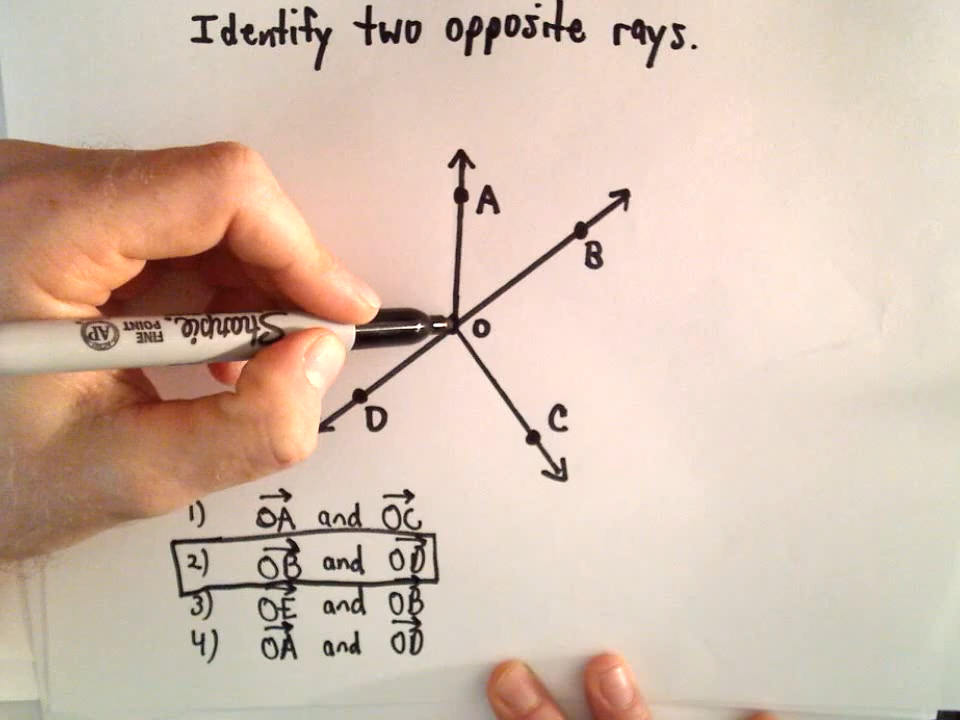 Identify two opposite rays.
A
B
Sharpie
FINE
POINT
AP
O
D
C
1) OA and OC
2) OB and OD
3) OE and OB
4) OA and OD